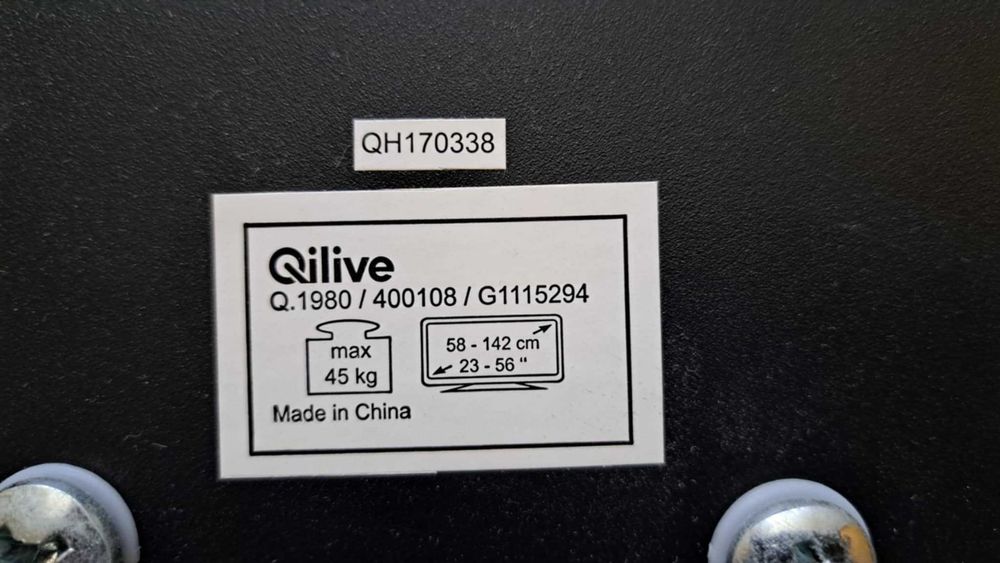 QH170338
Qilive
Q.1980 / 400108 / G1115294
max
45 kg
58 - 142 cm
23 - 56 "
Made in China